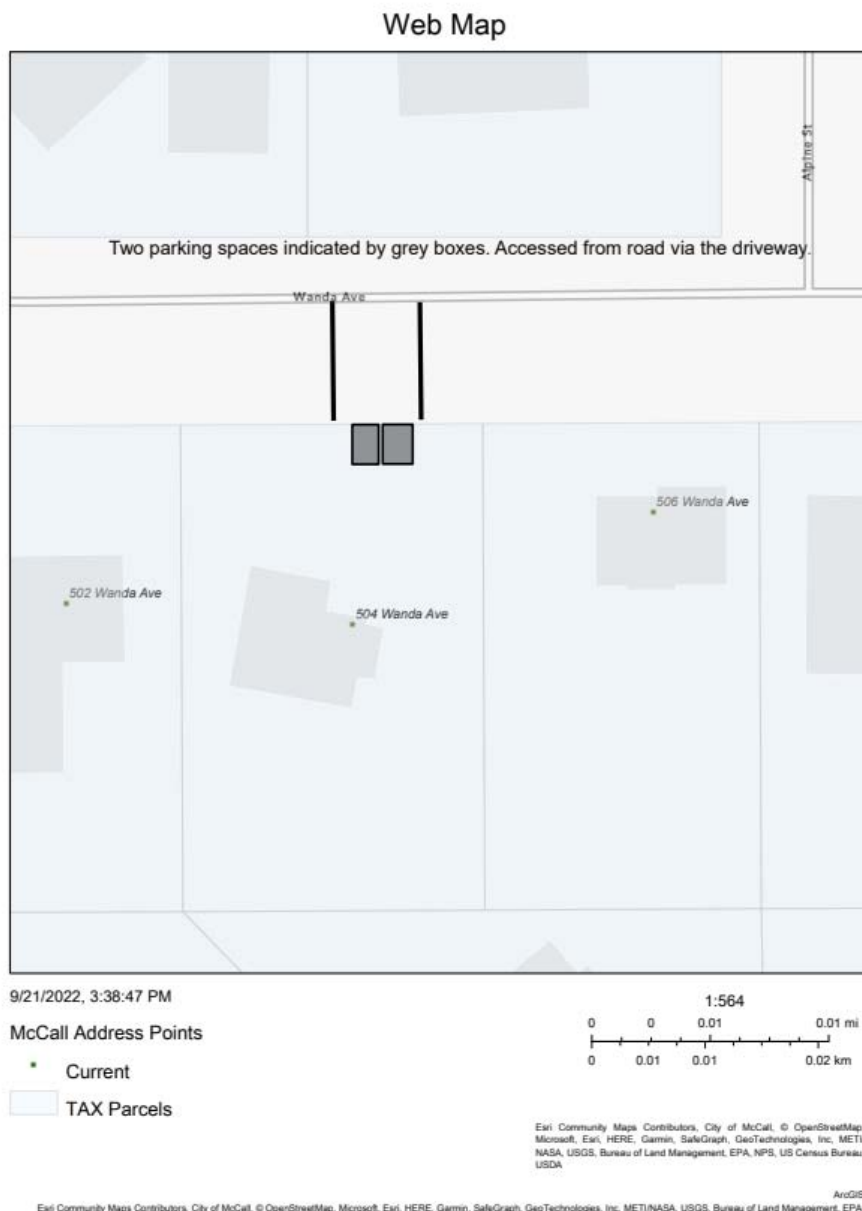 Web Map
Alpine St
Two parking spaces indicated by grey boxes. Accessed from road via the driveway.
Wanda Ave
506 Wanda Ave
502 Wanda Ave
504 Wanda Ave
9/21/2022, 3:38:47 PM
McCall Address Points
Current
TAX Parcels
1:564
0 0 0.01 0.01 mi
0 0.01 0.01 0.02 km
Esri Community Maps Contributors, City of McCall, © OpenStreetMap,
Microsoft, Esri, HERE, Garmin, SafeGraph, GeoTechnologies, Inc, METI/
NASA, USGS, Bureau of Land Management, EPA, NPS, US Census Bureau,
USDA
ArcGIS
Esri Community Maps Contributors, City of McCall, © OpenStreetMap, Microsoft, Esri, HERE, Garmin, SafeGraph, GeoTechnologies, Inc, METI/NASA, USGS, Bureau of Land Management, EPA,